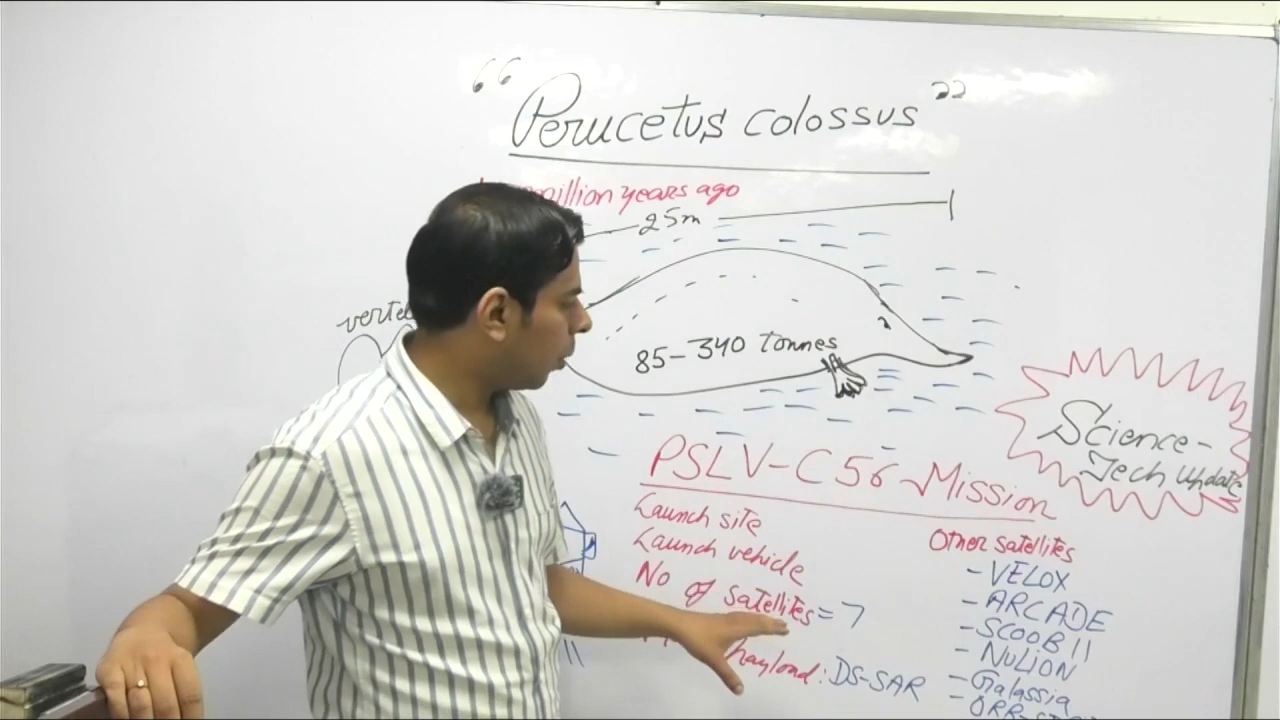 "Perucetus colossus"
million years ago
25m
85-340 Tonnes
Science-
Tech Update
PSLV-C56 Mission
Launch site
Launch vehicle
No of satellites = 7
payload: DS-SAR
Other satellites
- VELOX
- ARCADE
- SCOOB II
- NULION
- Galassia